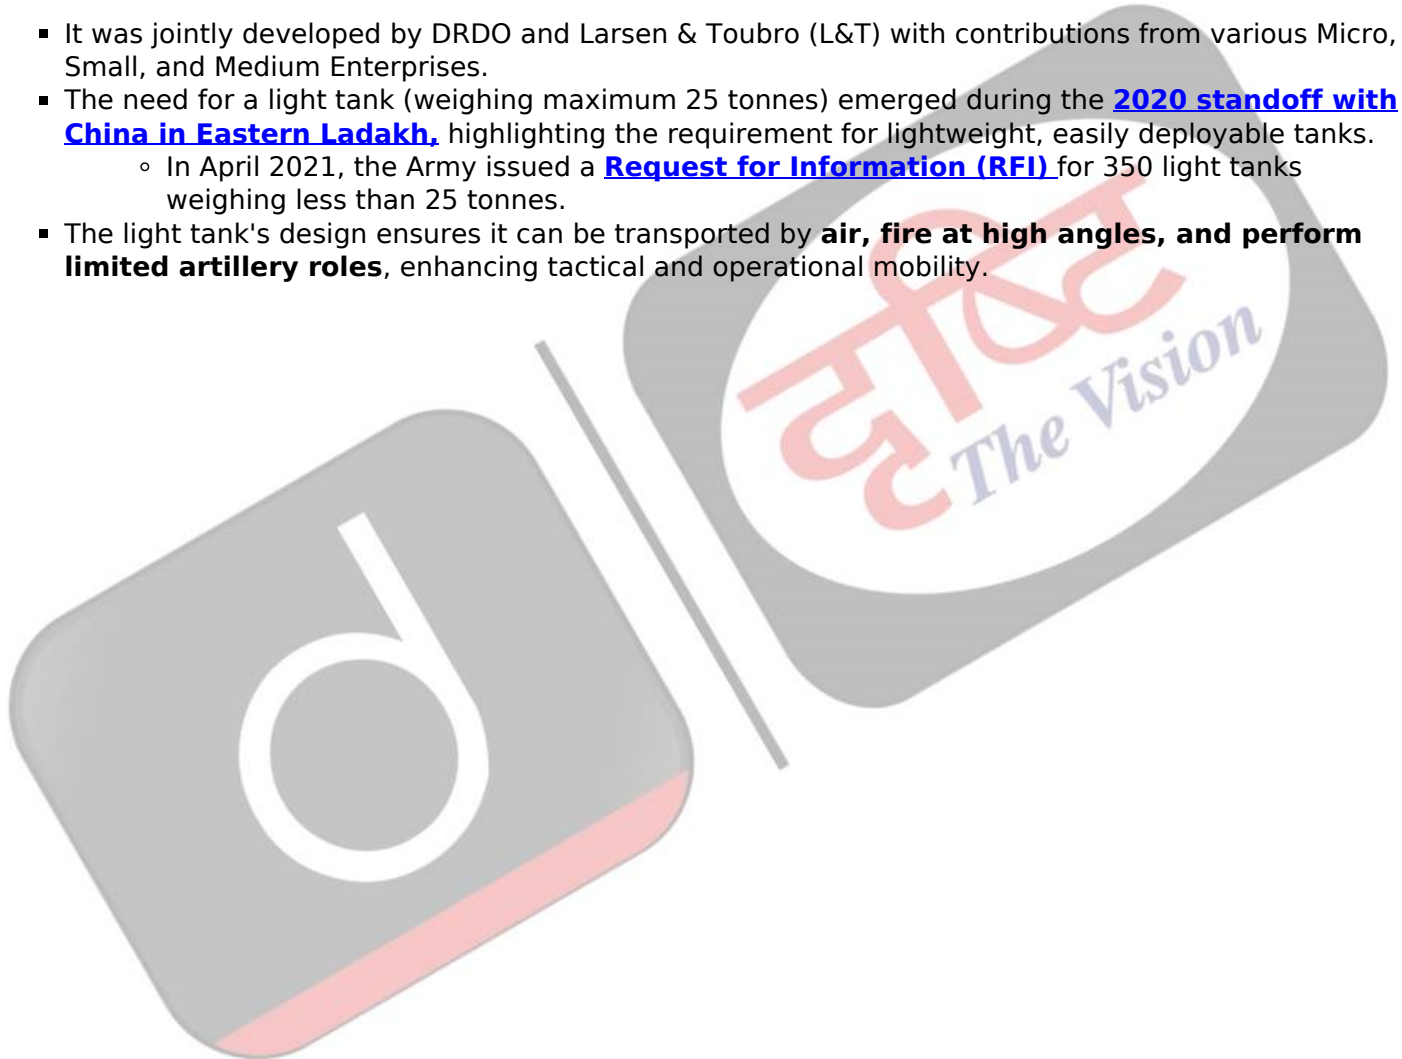 It was jointly developed by DRDO and Larsen & Toubro (L&T) with contributions from various Micro,
Small, and Medium Enterprises.
The need for a light tank (weighing maximum 25 tonnes) emerged during the 2020 standoff with
China in Eastern Ladakh, highlighting the requirement for lightweight, easily deployable tanks.
In April 2021, the Army issued a Request for Information (RFI) for 350 light tanks
weighing less than 25 tonnes.
The light tank's design ensures it can be transported by air, fire at high angles, and perform
limited artillery roles, enhancing tactical and operational mobility.
दृष्टि
The Vision
d